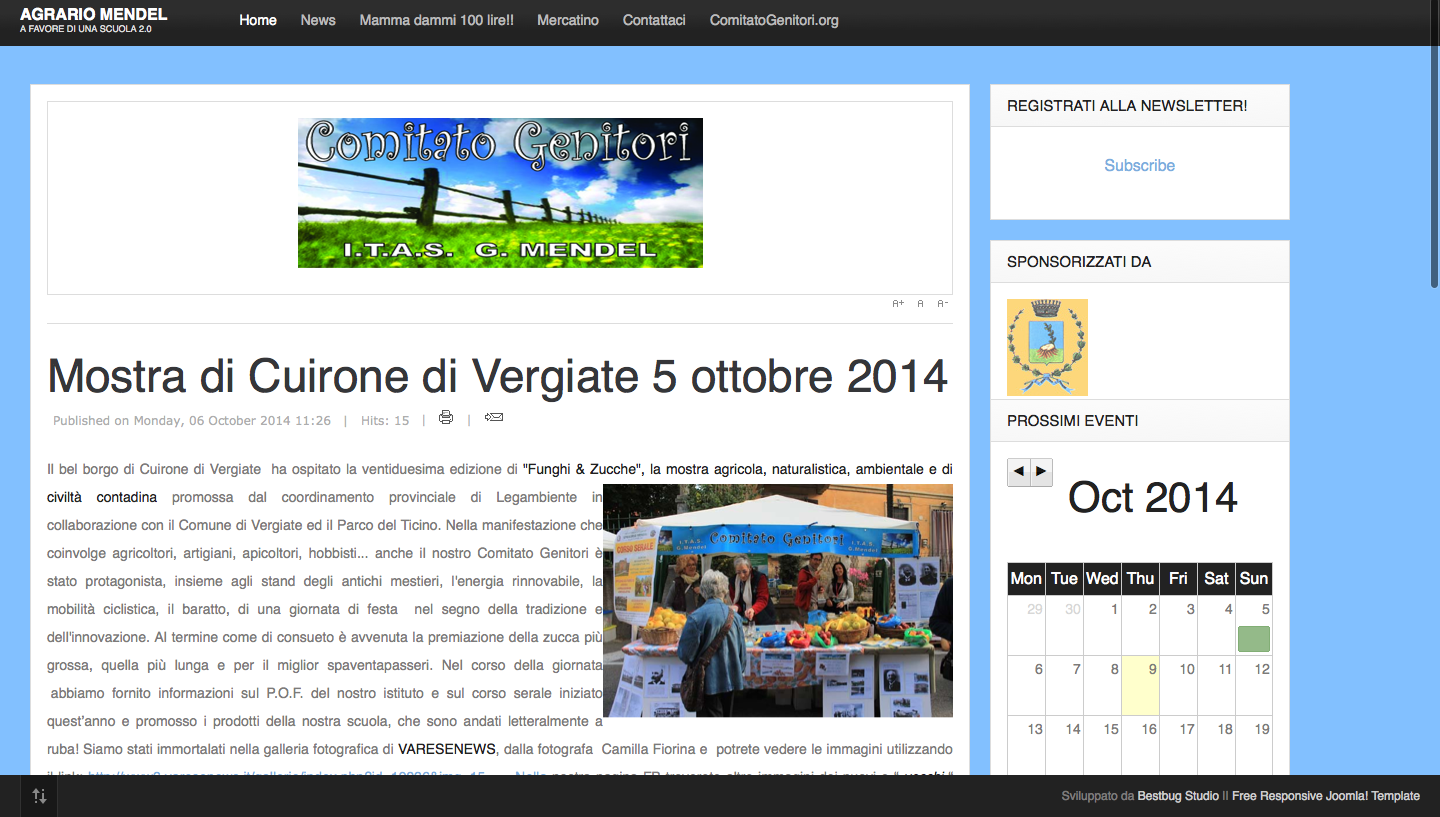 AGRARIO MENDEL
A FAVORE DI UNA SCUOLA 2.0
Home News Mamma dammi 100 lire!! Mercatino Contattaci ComitatoGenitori.org
Comitato Genitori
I.T.A.S. G. MENDEL
A+ A A-
Mostra di Cuirone di Vergiate 5 ottobre 2014
Published on Monday, 06 October 2014 11:26 | Hits: 15 | |
Il bel borgo di Cuirone di Vergiate ha ospitato la ventiduesima edizione di "Funghi & Zucche", la mostra agricola, naturalistica, ambientale e di
civiltà contadina promossa dal coordinamento provinciale di Legambiente in
collaborazione con il Comune di Vergiate ed il Parco del Ticino. Nella manifestazione che
coinvolge agricoltori, artigiani, apicoltori, hobbisti... anche il nostro Comitato Genitori è
stato protagonista, insieme agli stand degli antichi mestieri, l'energia rinnovabile, la
mobilità ciclistica, il baratto, di una giornata di festa nel segno della tradizione e
dell'innovazione. Al termine come di consueto è avvenuta la premiazione della zucca più
grossa, quella più lunga e per il miglior spaventapasseri. Nel corso della giornata
abbiamo fornito informazioni sul P.O.F. del nostro istituto e sul corso serale iniziato
quest'anno e promosso i prodotti della nostra scuola, che sono andati letteralmente a
ruba! Siamo stati immortalati nella galleria fotografica di VARESENEWS, dalla fotografa Camilla Fiorina e potrete vedere le immagini utilizzando
CORSO SERALE
I.T.A.S.
G.Mendel
Comitato Genitori
I.T.A.S.
G.Mendel
REGISTRATI ALLA NEWSLETTER!
Subscribe
SPONSORIZZATI DA
PROSSIMI EVENTI
◀ ▶
Oct 2014
Mon Tue Wed Thu Fri Sat Sun
29 30 1 2 3 4 5
6 7 8 9 10 11 12
13 14 15 16 17 18 19
Sviluppato da Bestbug Studio II Free Responsive Joomla! Template